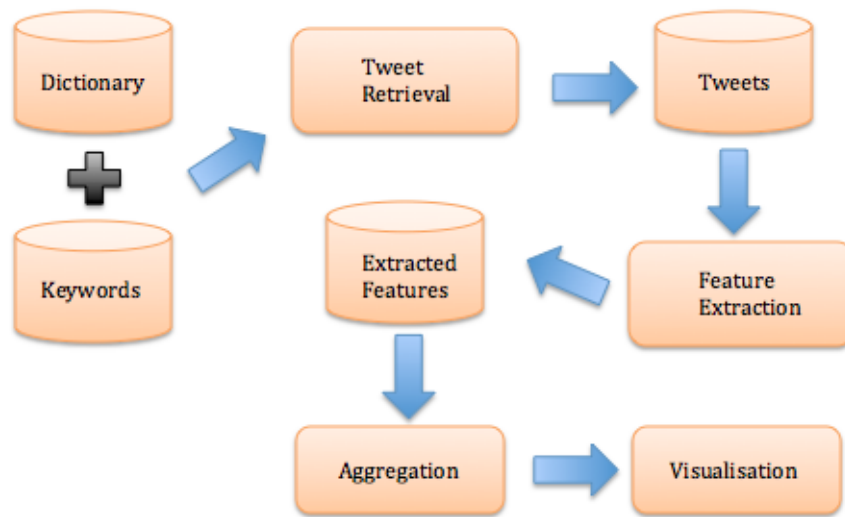 Dictionary
Tweet
Retrieval
Tweets
Keywords
Extracted
Features
Feature
Extraction
Aggregation
Visualisation